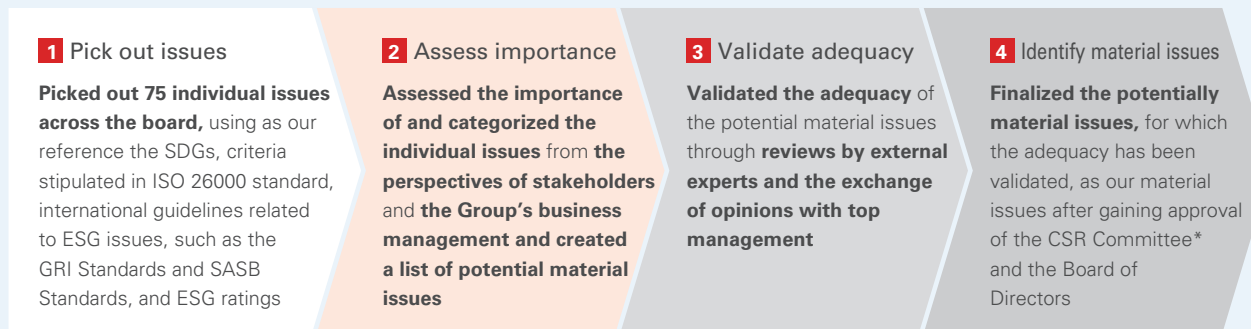 1 Pick out issues
Picked out 75 individual issues
across the board, using as our
reference the SDGs, criteria
stipulated in ISO 26000 standard,
international guidelines related
to ESG issues, such as the
GRI Standards and SASB
Standards, and ESG ratings
2 Assess importance
Assessed the importance
of and categorized the
individual issues from the
perspectives of stakeholders
and the Group's business
management and created
a list of potential material
issues
3 Validate adequacy
Validated the adequacy of
the potential material issues
through reviews by external
experts and the exchange
of opinions with top
management
4 Identify material issues
Finalized the potentially
material issues, for which
the adequacy has been
validated, as our material
issues after gaining approval
of the CSR Committee*
and the Board of
Directors